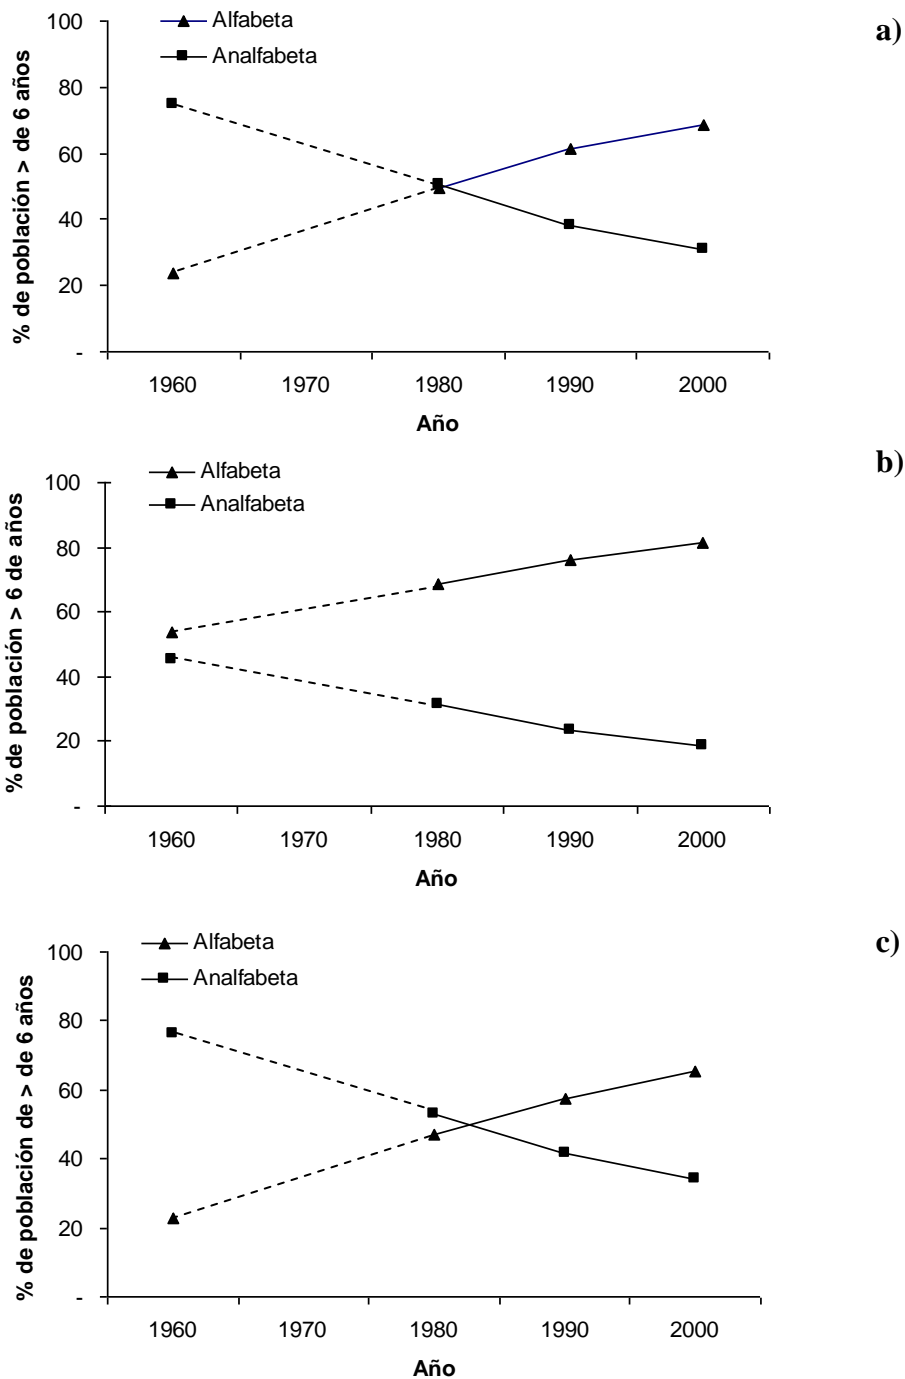 a)
Alfabeta
Analfabeta
% de población > de 6 años
100
80
60
40
20
-
1960 1970 1980 1990 2000
Año
b)
Alfabeta
Analfabeta
% de población > 6 de años
100
80
60
40
20
-
1960 1970 1980 1990 2000
Año
c)
Alfabeta
Analfabeta
% de población de > de 6 años
100
80
60
40
20
-
1960 1970 1980 1990 2000
Año